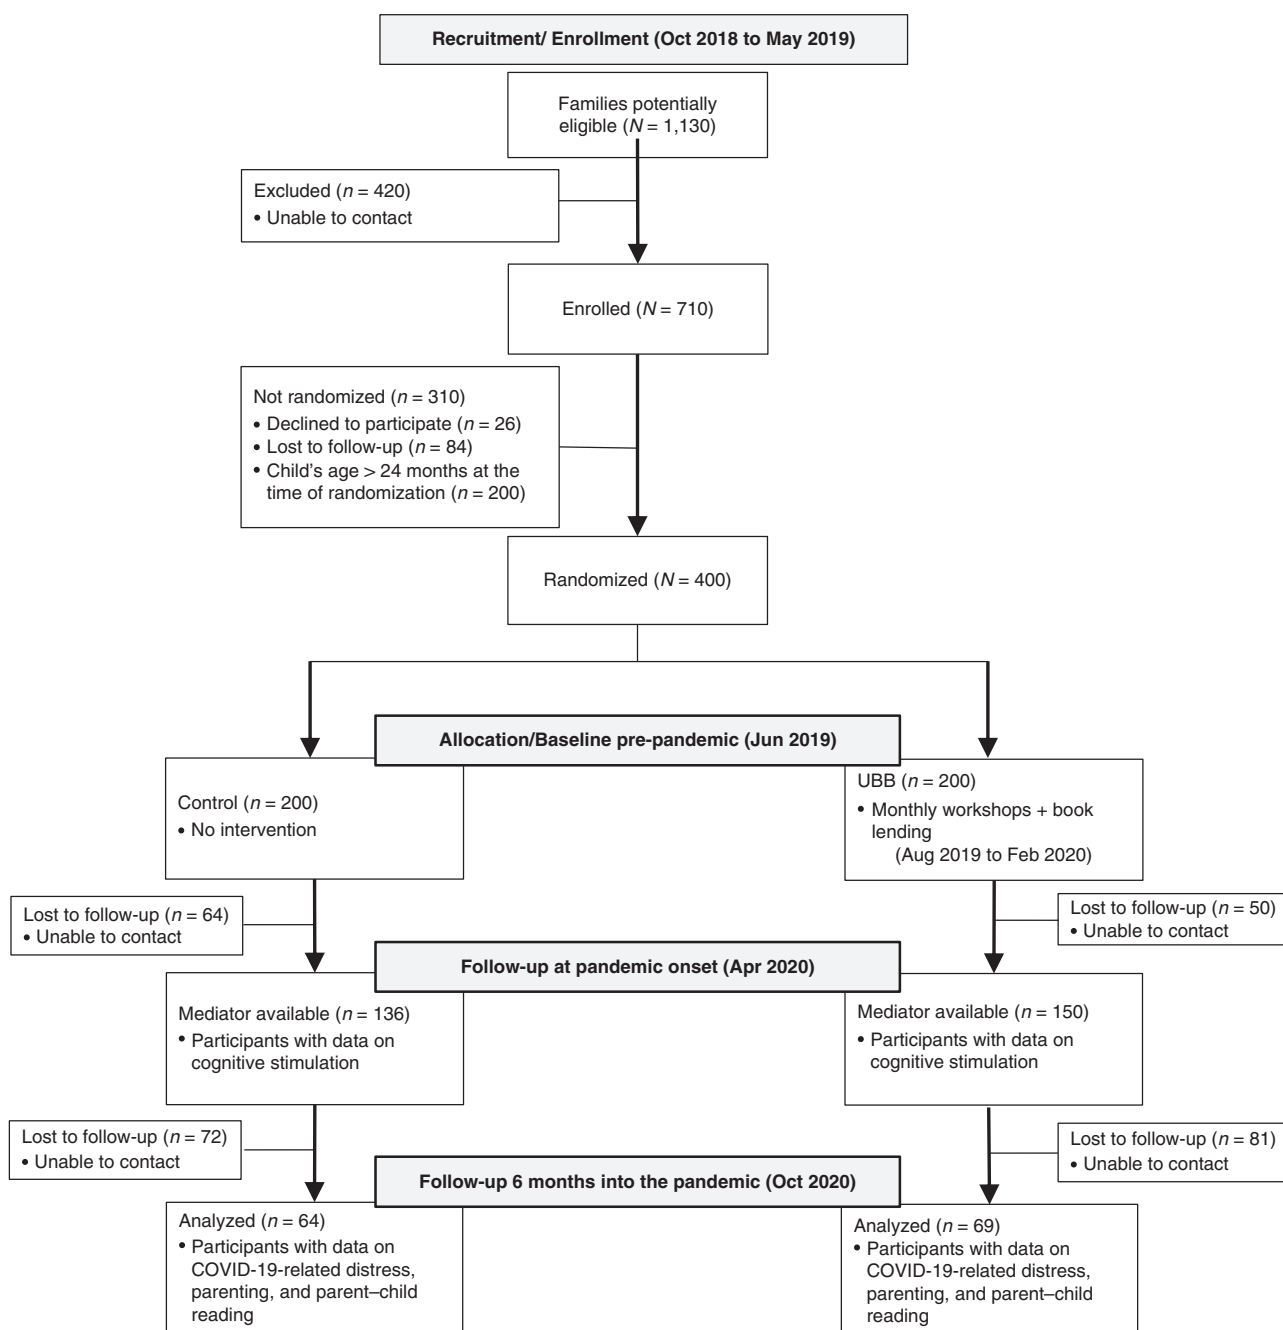 Recruitment/ Enrollment (Oct 2018 to May 2019)
Families potentially
eligible (N = 1,130)
Excluded (n = 420)
• Unable to contact
Enrolled (N = 710)
Not randomized (n = 310)
• Declined to participate (n = 26)
• Lost to follow-up (n = 84)
• Child's age > 24 months at the
time of randomization (n = 200)
Randomized (N = 400)
Allocation/Baseline pre-pandemic (Jun 2019)
Control (n = 200)
• No intervention
UBB (n = 200)
• Monthly workshops + book
lending
(Aug 2019 to Feb 2020)
Lost to follow-up (n = 64)
• Unable to contact
Lost to follow-up (n = 50)
• Unable to contact
Follow-up at pandemic onset (Apr 2020)
Mediator available (n = 136)
• Participants with data on
cognitive stimulation
Mediator available (n = 150)
• Participants with data on
cognitive stimulation
Lost to follow-up (n = 72)
• Unable to contact
Lost to follow-up (n = 81)
• Unable to contact
Follow-up 6 months into the pandemic (Oct 2020)
Analyzed (n = 64)
• Participants with data on
COVID-19-related distress,
parenting, and parent–child
reading
Analyzed (n = 69)
• Participants with data on
COVID-19-related distress,
parenting, and parent–child
reading